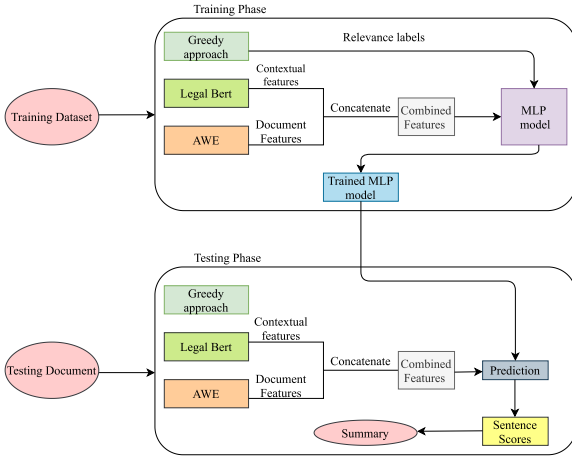 Training Phase
Greedy
approach
Relevance labels
Legal Bert
Contextual
features
Training Dataset
Concatenate
Combined
Features
MLP
model
AWE
Document
Features
Trained MLP
model
Testing Phase
Greedy
approach
Contextual
features
Legal Bert
Testing Document
Concatenate
Combined
Features
Prediction
AWE
Document
Features
Summary
Sentence
Scores